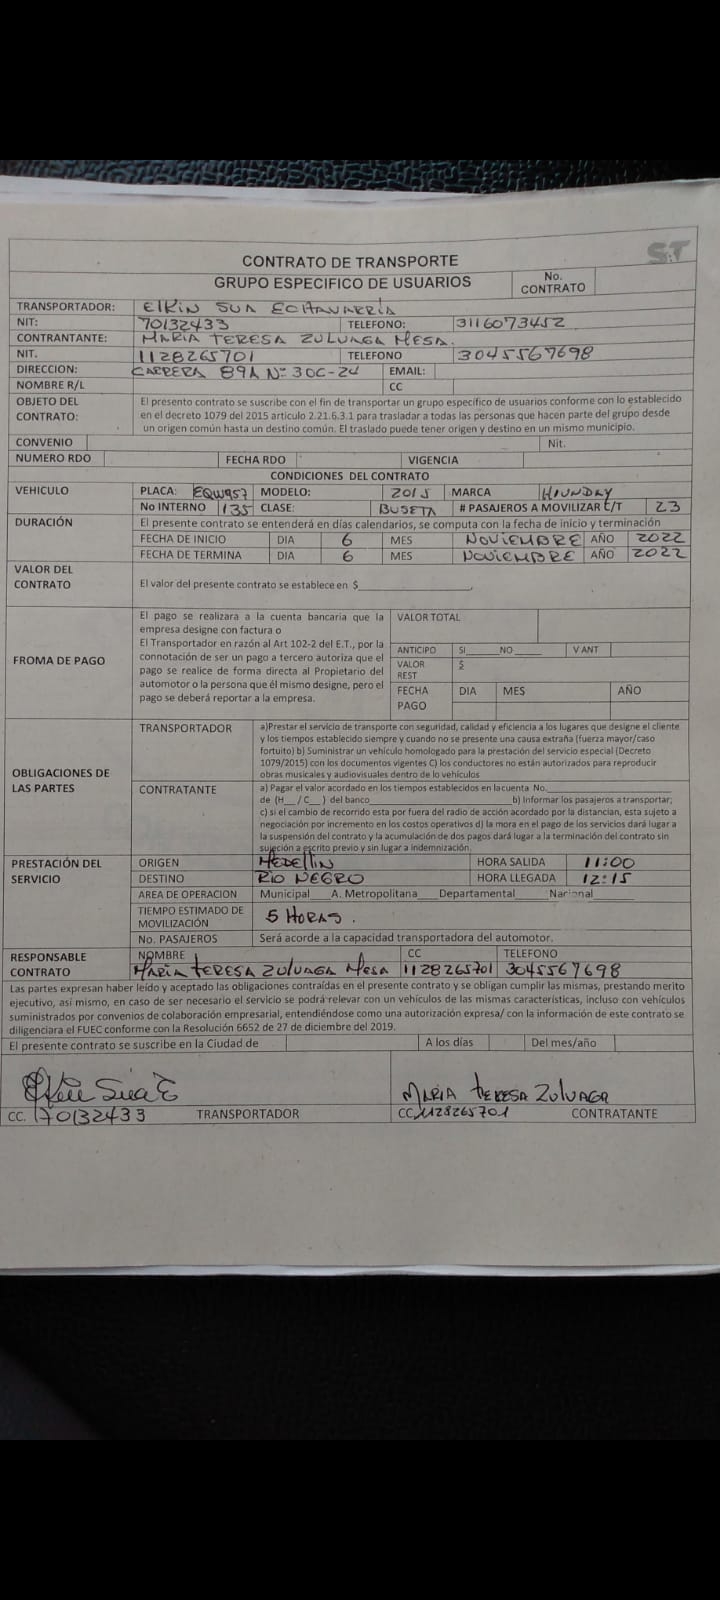 CONTRATO DE TRANSPORTE
S&T
GRUPO ESPECIFICO DE USUARIOS No. CONTRATO
TRANSPORTADOR: ElKiN SUA ECHAVARRIA
NIT: 70132433 TELEFONO: 3116073452
CONTRANTANTE: MARIA TERESA ZULUAGA MESA.
NIT. 1128265701 TELEFONO 3045567698
DIRECCION: CARRERA 89A Nº 30C-24 EMAIL:
NOMBRE R/L CC
OBJETO DEL CONTRATO: El presento contrato se suscribe con el fin de transportar un grupo específico de usuarios conforme con lo establecido
en el decreto 1079 del 2015 articulo 2.21.6.3.1 para trasladar a todas las personas que hacen parte del grupo desde
un origen común hasta un destino común. El traslado puede tener origen y destino en un mismo municipio.
CONVENIO Nit.
NUMERO RDO FECHA RDO VIGENCIA
CONDICIONES DEL CONTRATO
VEHICULO PLACA: EQW957 MODELO: 2015 MARCA HIUNDAY
No INTERNO 135 CLASE: BUSETA # PASAJEROS A MOVILIZAR C/T 23
DURACIÓN El presente contrato se entenderá en días calendarios, se computa con la fecha de inicio y terminación
FECHA DE INICIO DIA 6 MES NOVIEMBRE AÑO 2022
FECHA DE TERMINA DIA 6 MES NOVIEMBRE AÑO 2022
VALOR DEL CONTRATO El valor del presente contrato se establece en $____________________,
FROMA DE PAGO
El pago se realizara a la cuenta bancaria que la
empresa designe con factura o
El Transportador en razón al Art 102-2 del E.T., por la
connotación de ser un pago a tercero autoriza que el
pago se realice de forma directa al Propietario del
automotor o la persona que él mismo designe, pero el
pago se deberá reportar a la empresa.
VALOR TOTAL
ANTICIPO SI_____NO_____ V ANT
VALOR REST $
FECHA PAGO DIA MES AÑO
OBLIGACIONES DE LAS PARTES
TRANSPORTADOR a)Prestar el servicio de transporte con seguridad, calidad y eficiencia a los lugares que designe el cliente
y los tiempos establecido siempre y cuando no se presente una causa extraña (fuerza mayor/caso
fortuito) b) Suministrar un vehículo homologado para la prestación del servicio especial (Decreto
1079/2015) con los documentos vigentes C) los conductores no están autorizados para reproducir
obras musicales y audiovisuales dentro de lo vehículos
CONTRATANTE a) Pagar el valor acordado en los tiempos establecidos en la cuenta No.____________________
de (H__ / C__ ) del banco____________________b) Informar los pasajeros a transportar;
c) si el cambio de recorrido esta por fuera del radio de acción acordado por la distancian, esta sujeto a
negociación por incremento en los costos operativos d) la mora en el pago de los servicios dará lugar a
la suspensión del contrato y la acumulación de dos pagos dará lugar a la terminación del contrato sin
sujeción a escrito previo y sin lugar a indemnización.
PRESTACIÓN DEL SERVICIO
ORIGEN MEDEllIN HORA SALIDA 11:00
DESTINO RIO NEGRO HORA LLEGADA 12:15
AREA DE OPERACION Municipal___A. Metropolitana____Departamental____Nacional______
TIEMPO ESTIMADO DE MOVILIZACIÓN 5 HORAS.
No. PASAJEROS Será acorde a la capacidad transportadora del automotor.
RESPONSABLE CONTRATO NOMBRE CC TELEFONO
MARIA TERESA ZULUAGA MESA 1128265701 3045567698
Las partes expresan haber leído y aceptado las obligaciones contraídas en el presente contrato y se obligan cumplir las mismas, prestando merito
ejecutivo, así mismo, en caso de ser necesario el servicio se podrá relevar con un vehículos de las mismas características, incluso con vehículos
suministrados por convenios de colaboración empresarial, entendiéndose como una autorización expresa/ con la información de este contrato se
diligenciara el FUEC conforme con la Resolución 6652 de 27 de diciembre del 2019.
El presente contrato se suscribe en la Ciudad de A los días Del mes/año
Elkin Sua E MARIA TERESA ZULUAGA
CC. 70132433 TRANSPORTADOR CC 1128265701 CONTRATANTE